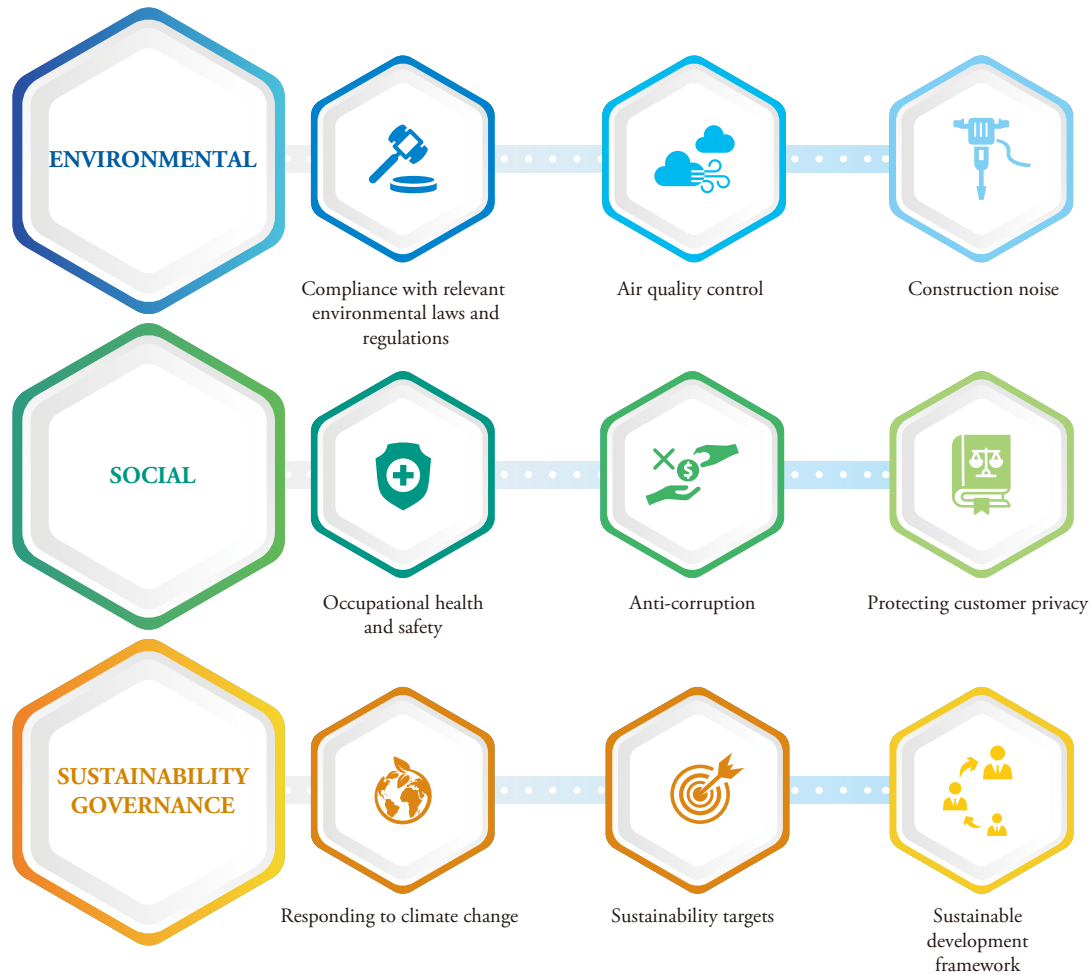 ENVIRONMENTAL
Compliance with relevant
environmental laws and
regulations
Air quality control
Construction noise
SOCIAL
$
Occupational health
and safety
Anti-corruption
Protecting customer privacy
SUSTAINABILITY
GOVERNANCE
Responding to climate change
Sustainability targets
Sustainable
development
framework